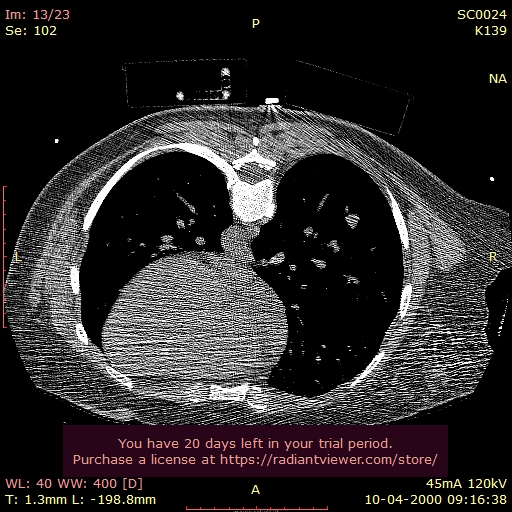 Im: 13/23
Se: 102
P
SC0024
K139
NA
L
R
You have 20 days left in your trial period.
Purchase a license at https://radiantviewer.com/store/
WL: 40 WW: 400 [D]
T: 1.3mm L: -198.8mm
A
45mA 120kV
10-04-2000 09:16:38